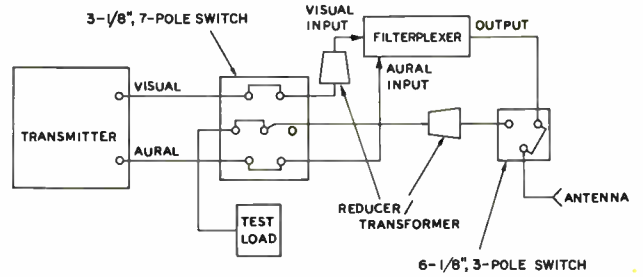 3-1/8", 7-POLE SWITCH
VISUAL
INPUT
OUTPUT
FILTERPLEXER
VISUAL
AURAL
INPUT
TRANSMITTER
AURAL
TEST
LOAD
REDUCER
TRANSFORMER
ANTENNA
6-1/8", 3-POLE SWITCH